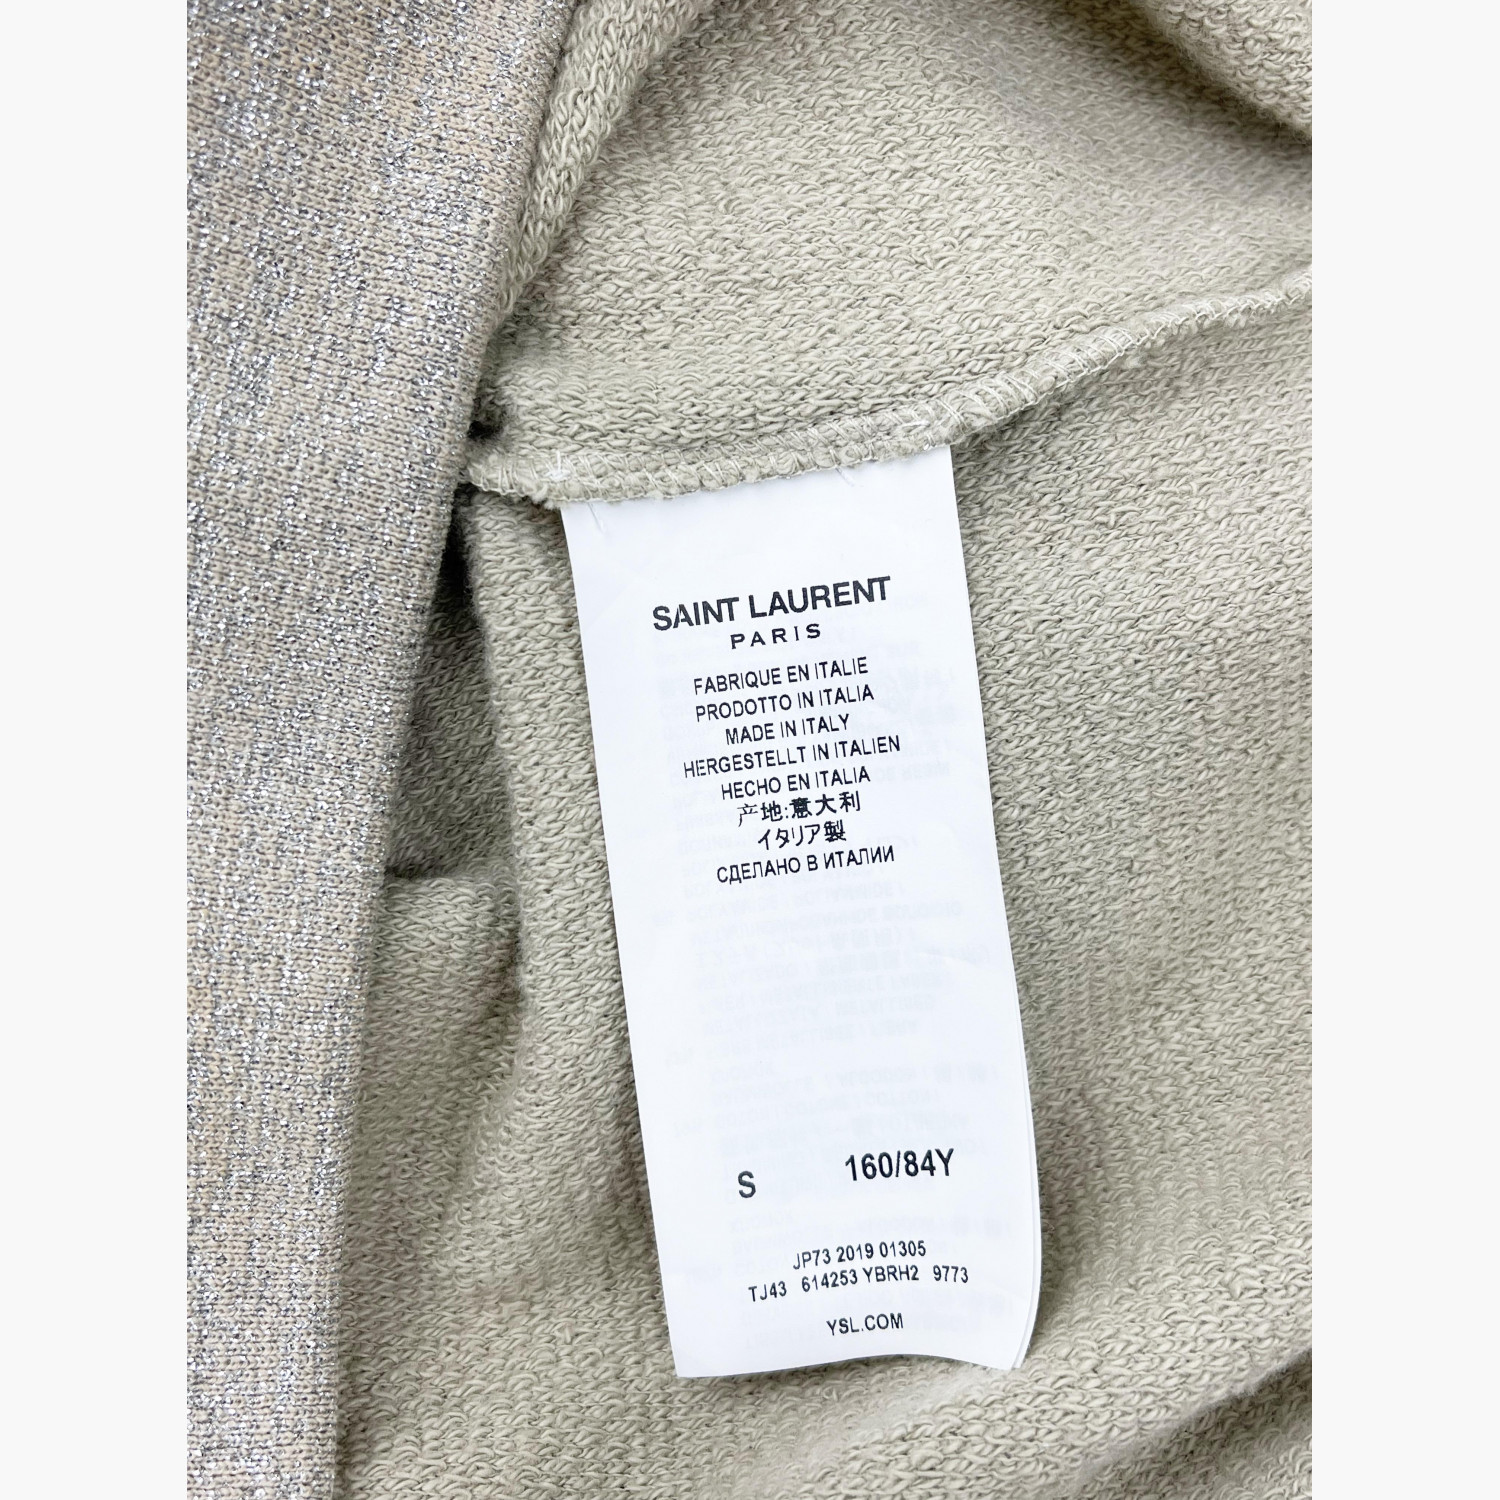 SAINT LAURENT
PARIS
FABRIQUE EN ITALIE
PRODOTTO IN ITALIA
MADE IN ITALY
HERGESTELLT IN ITALIEN
HECHO EN ITALIA
产地:意大利
イタリア製
СДЕЛАНО В ИТАЛИИ
S 160/84Y
JP73 2019 01305
TJ43 614253 YBRH2 9773
YSL.COM